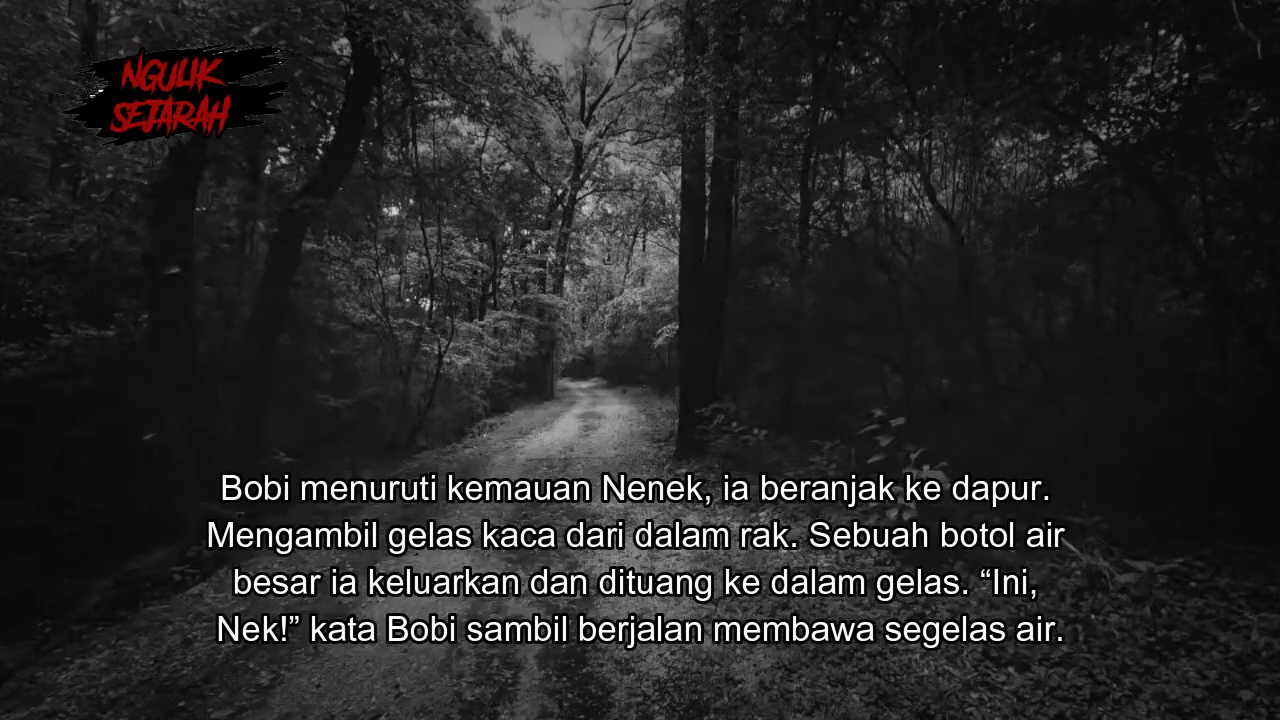 NGULIK
SEJARAH
Bobi menuruti kemauan Nenek, ia beranjak ke dapur.
Mengambil gelas kaca dari dalam rak. Sebuah botol air
besar ia keluarkan dan dituang ke dalam gelas. “Ini,
Nek!” kata Bobi sambil berjalan membawa segelas air.